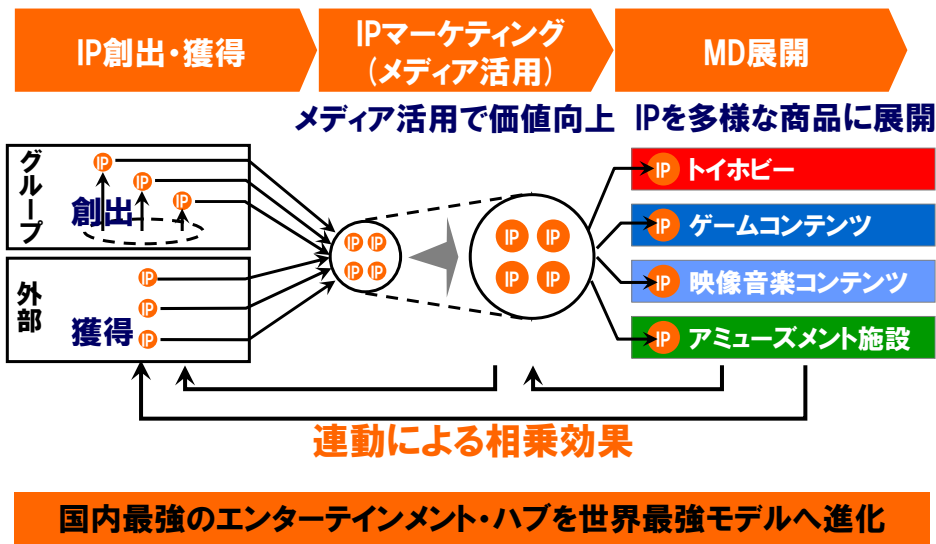 IP創出・獲得
IPマーケティング
(メディア活用)
MD展開
メディア活用で価値向上
IPを多様な商品に展開
グループ
IP
IP
IP
創出
外部
IP
IP
獲得
IP
IP IP
IP IP
IP IP
IP IP
IP トイホビー
IP ゲームコンテンツ
IP 映像音楽コンテンツ
IP アミューズメント施設
連動による相乗効果
国内最強のエンターテインメント・ハブを世界最強モデルへ進化